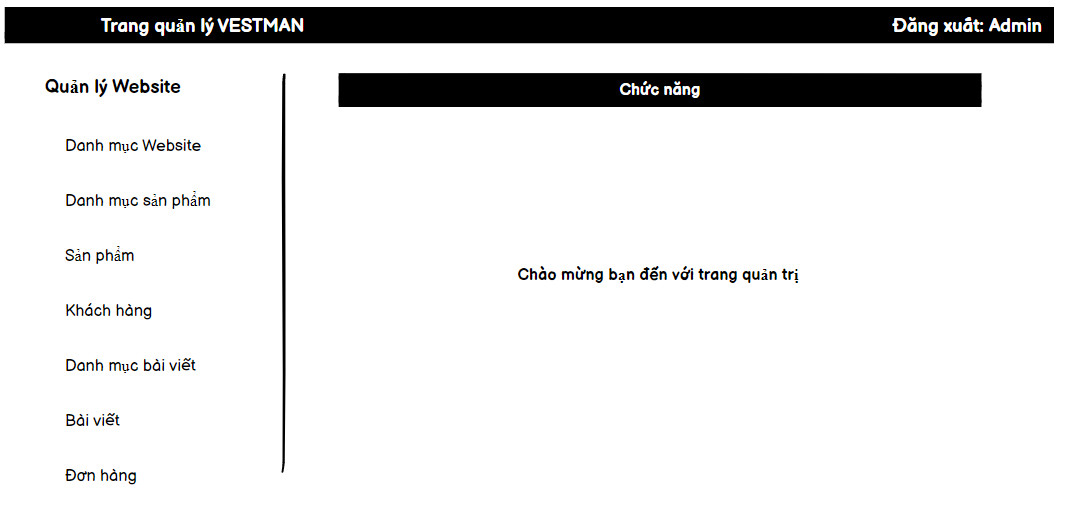 Trang quản lý VESTMAN
Đăng xuất: Admin
Quản lý Website
Danh mục Website
Danh mục sản phẩm
Sản phẩm
Khách hàng
Danh mục bài viết
Bài viết
Đơn hàng
Chức năng
Chào mừng bạn đến với trang quản trị